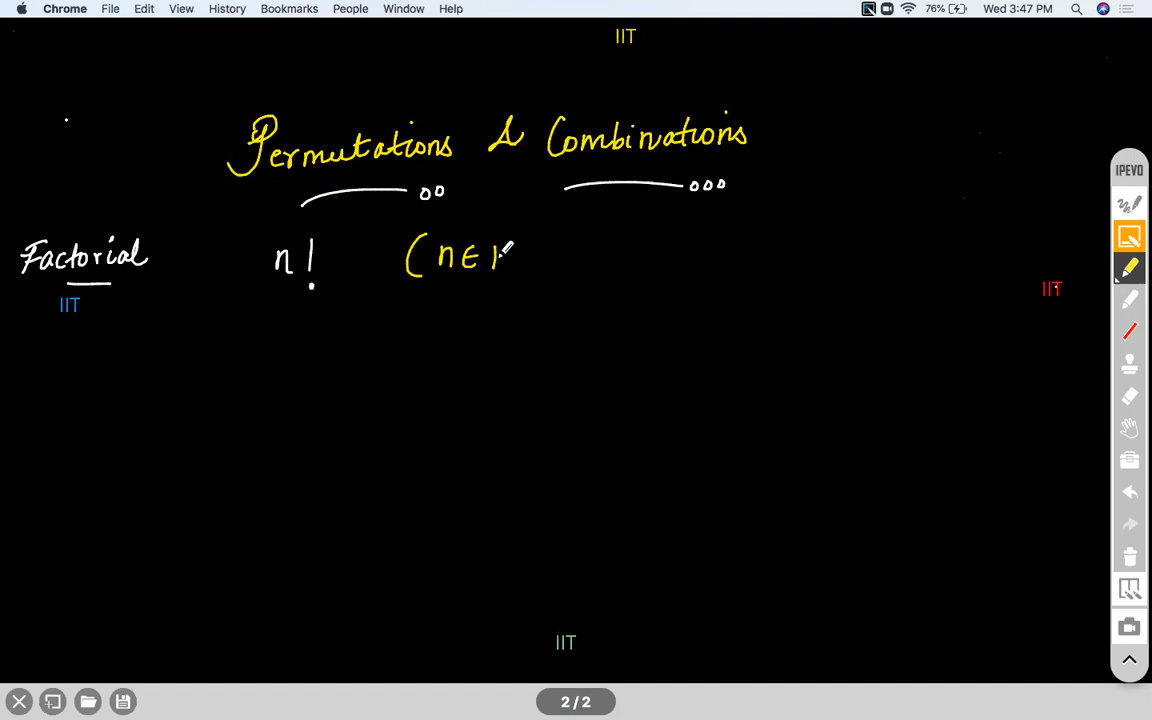 Chrome File Edit View History Bookmarks People Window Help 76% Wed 3:47 PM
IIT
Permutations & Combinations
IPEVO
Factorial n! ( n ∈
IIT
IIT
IIT
2 / 2